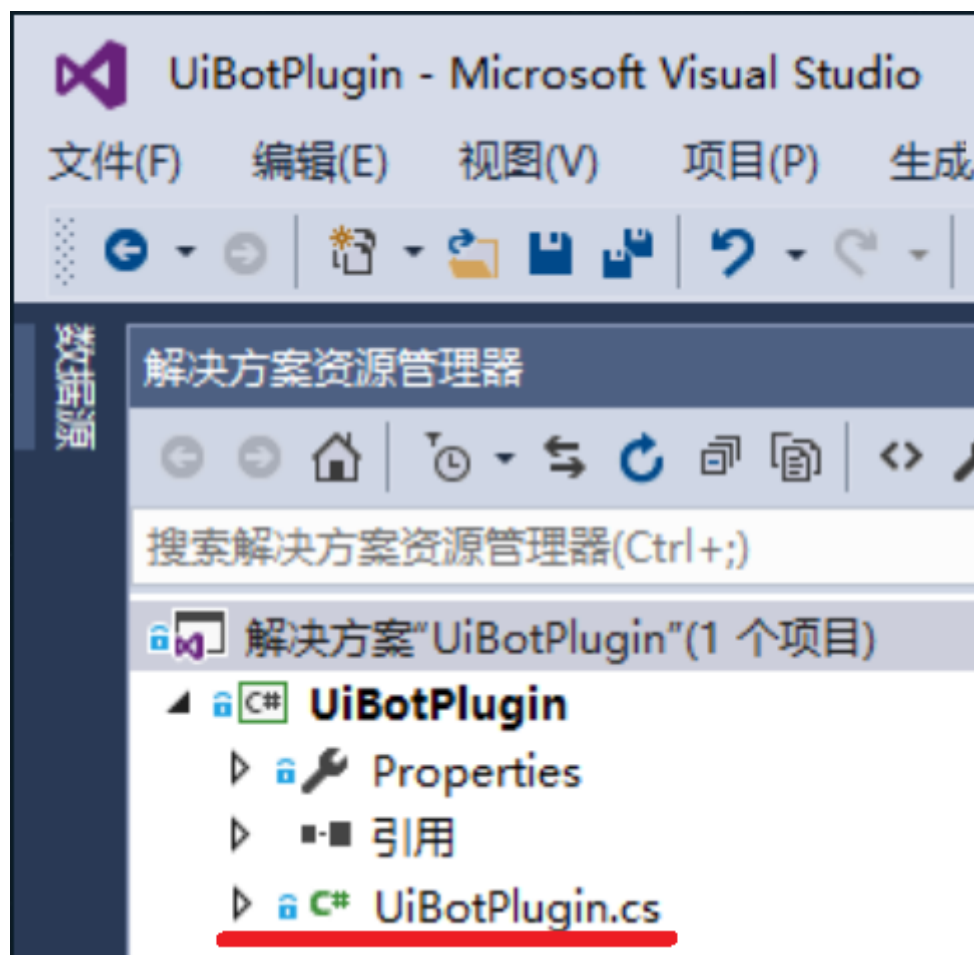 UiBotPlugin - Microsoft Visual Studio
文件(F) 编辑(E) 视图(V) 项目(P) 生成
数据源
解决方案资源管理器
搜索解决方案资源管理器(Ctrl+;)
解决方案“UiBotPlugin”(1 个项目)
C# UiBotPlugin
Properties
引用
C# UiBotPlugin.cs